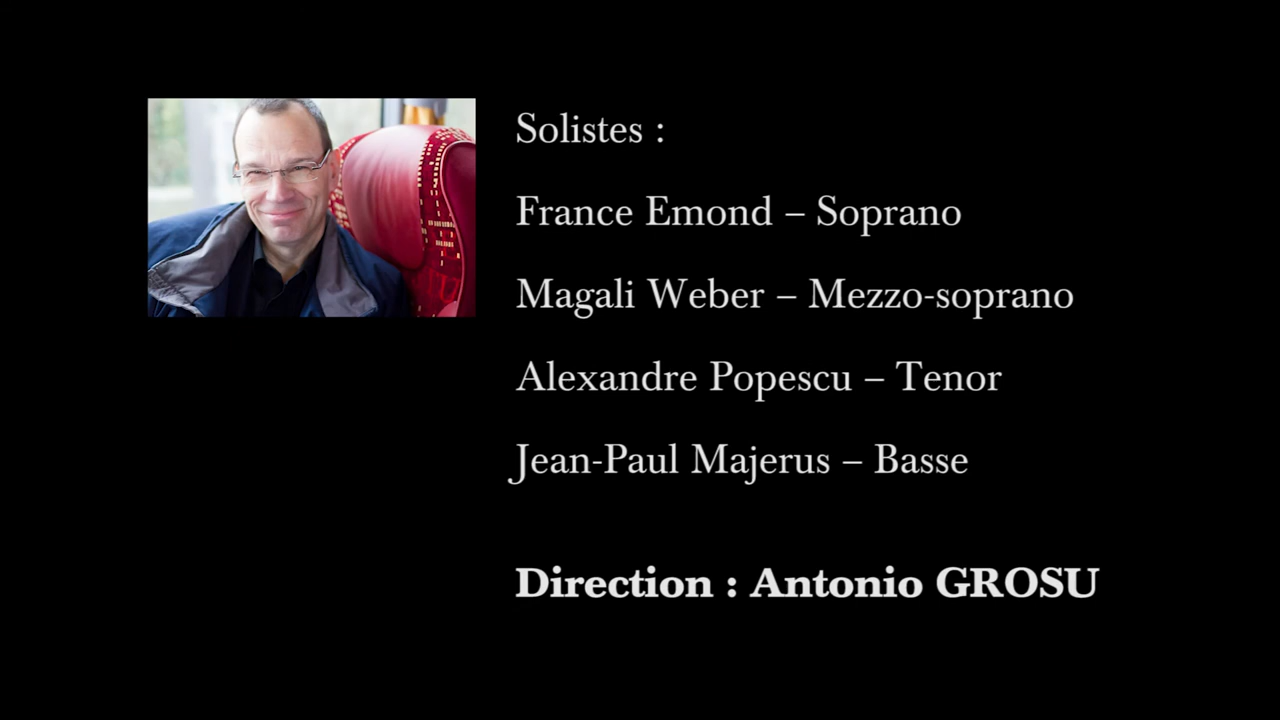 Solistes :
France Emond – Soprano
Magali Weber – Mezzo-soprano
Alexandre Popescu – Tenor
Jean-Paul Majerus – Basse
Direction : Antonio GROSU